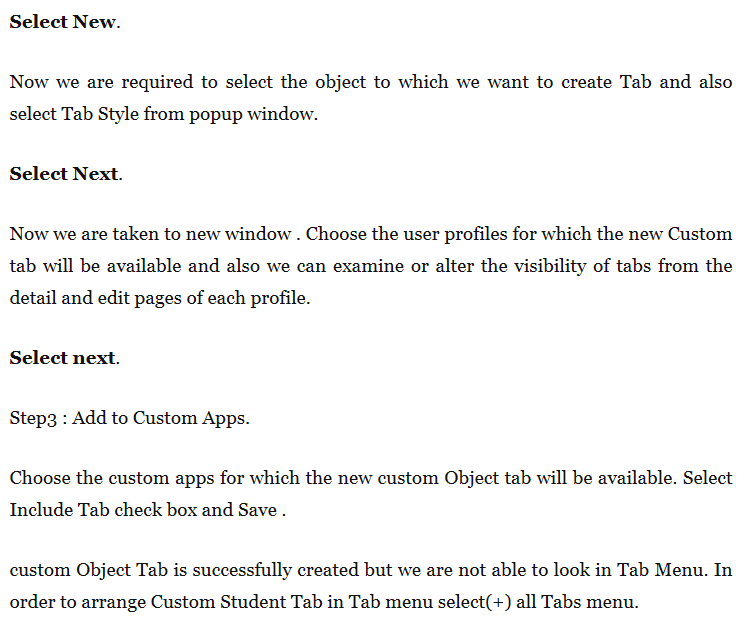 Select New.
Now we are required to select the object to which we want to create Tab and also
select Tab Style from popup window.
Select Next.
Now we are taken to new window . Choose the user profiles for which the new Custom
tab will be available and also we can examine or alter the visibility of tabs from the
detail and edit pages of each profile.
Select next.
Step3 : Add to Custom Apps.
Choose the custom apps for which the new custom Object tab will be available. Select
Include Tab check box and Save .
custom Object Tab is successfully created but we are not able to look in Tab Menu. In
order to arrange Custom Student Tab in Tab menu select(+) all Tabs menu.